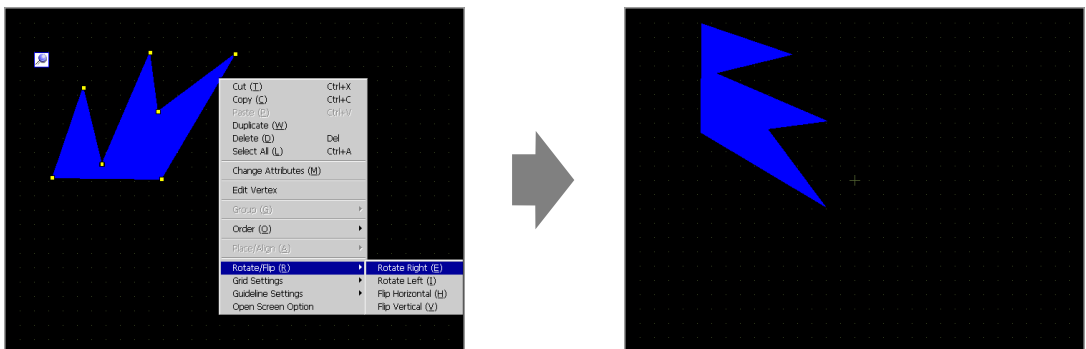 Cut (T) Ctrl+X
Copy (C) Ctrl+C
Paste (P) Ctrl+V
Duplicate (W)
Delete (D) Del
Select All (L) Ctrl+A
Change Attributes (M)
Edit Vertex
Group (G)
Order (O)
Place/Align (A)
Rotate/Flip (R) Rotate Right (E)
Grid Settings Rotate Left (I)
Guideline Settings Flip Horizontal (H)
Open Screen Option Flip Vertical (V)